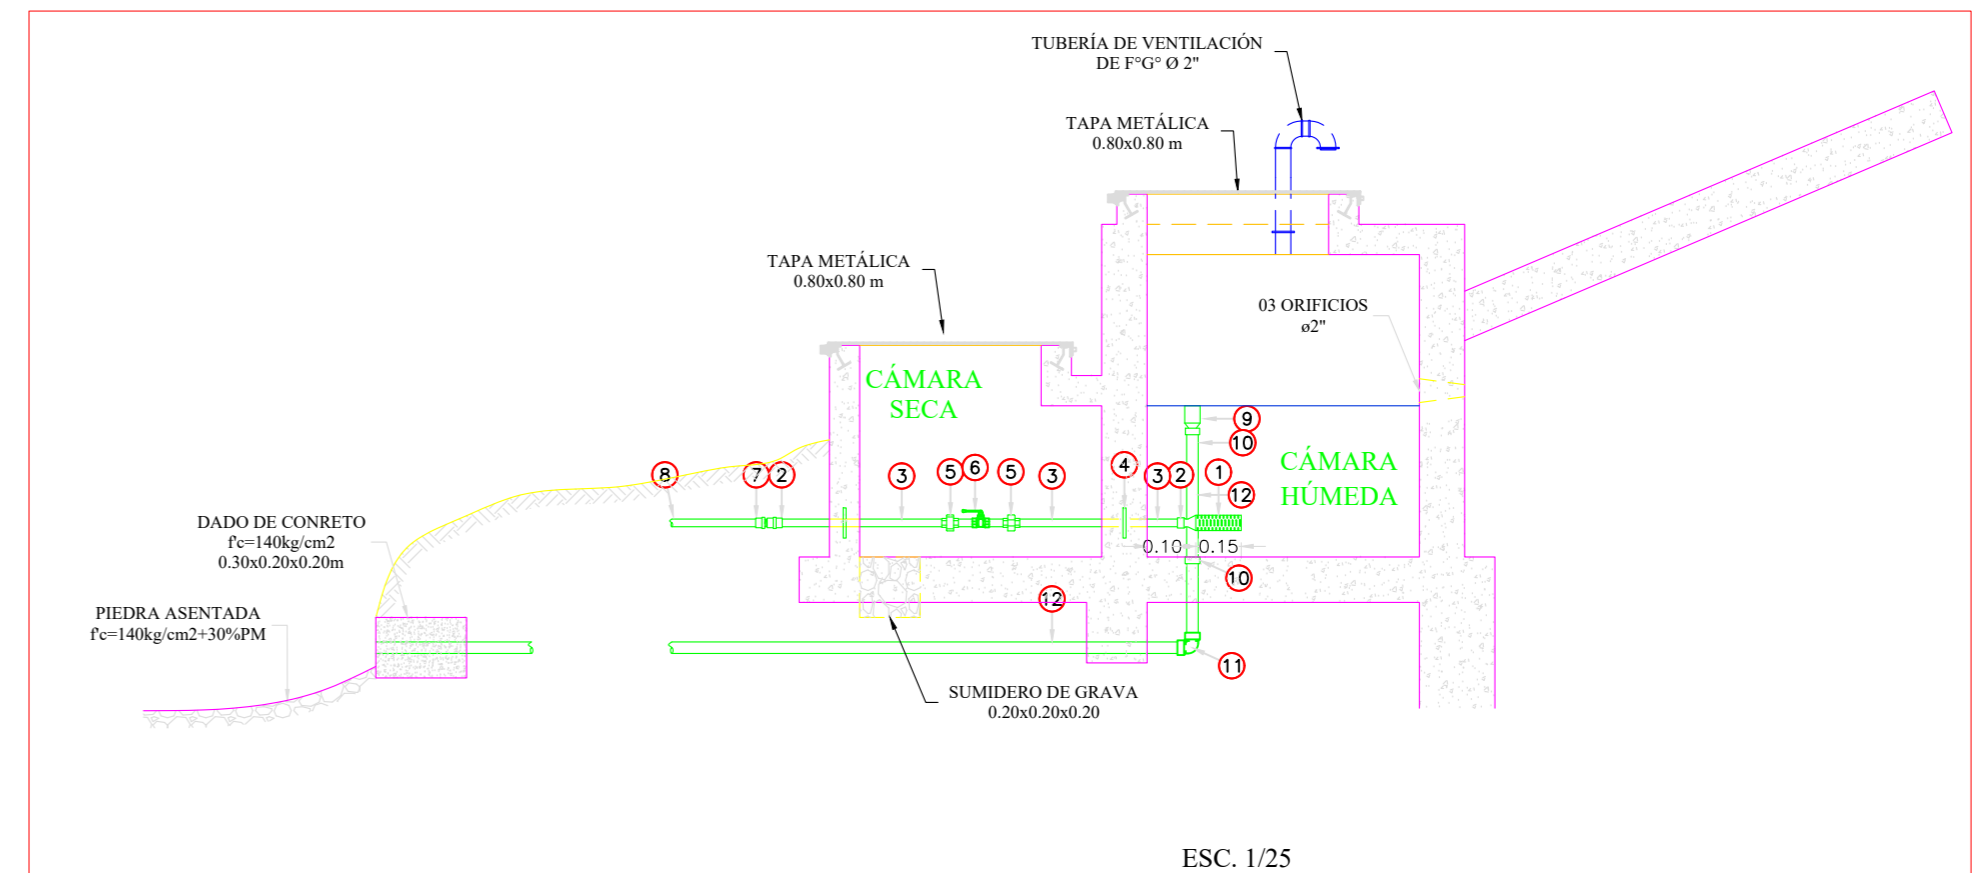 TUBERÍA DE VENTILACIÓN
DE F°G° Ø 2"
TAPA METÁLICA
0.80x0.80 m
TAPA METÁLICA
0.80x0.80 m
03 ORIFICIOS
ø2"
CÁMARA
SECA
9
10
CÁMARA
HÚMEDA
8
7
2
3
5
6
5
3
4
3
2
1
12
DADO DE CONRETO
f'c=140kg/cm2
0.30x0.20x0.20m
0.10
0.15
10
12
PIEDRA ASENTADA
f'c=140kg/cm2+30%PM
11
SUMIDERO DE GRAVA
0.20x0.20x0.20
ESC. 1/25